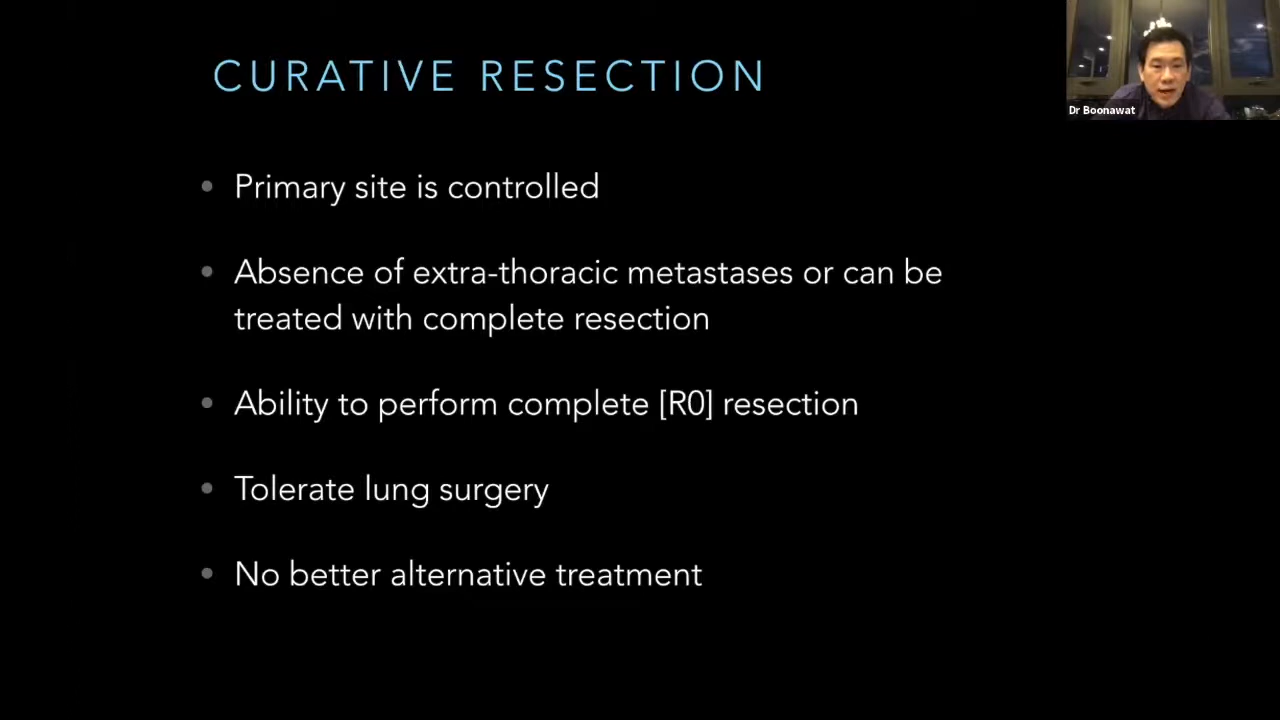 CURATIVE RESECTION
Dr Boonawat
• Primary site is controlled
• Absence of extra-thoracic metastases or can be
treated with complete resection
• Ability to perform complete [R0] resection
• Tolerate lung surgery
• No better alternative treatment